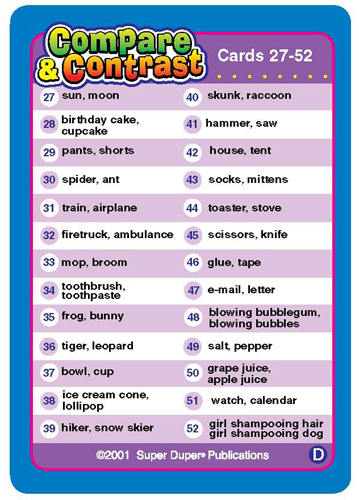 Compare
& Contrast
Cards 27-52
27 sun, moon
28 birthday cake,
cupcake
29 pants, shorts
30 spider, ant
31 train, airplane
32 firetruck, ambulance
33 mop, broom
34 toothbrush,
toothpaste
35 frog, bunny
36 tiger, leopard
37 bowl, cup
38 ice cream cone,
lollipop
39 hiker, snow skier
40 skunk, raccoon
41 hammer, saw
42 house, tent
43 socks, mittens
44 toaster, stove
45 scissors, knife
46 glue, tape
47 e-mail, letter
48 blowing bubblegum,
blowing bubbles
49 salt, pepper
50 grape juice,
apple juice
51 watch, calendar
52 girl shampooing hair
girl shampooing dog
©2001 Super Duper® Publications
D